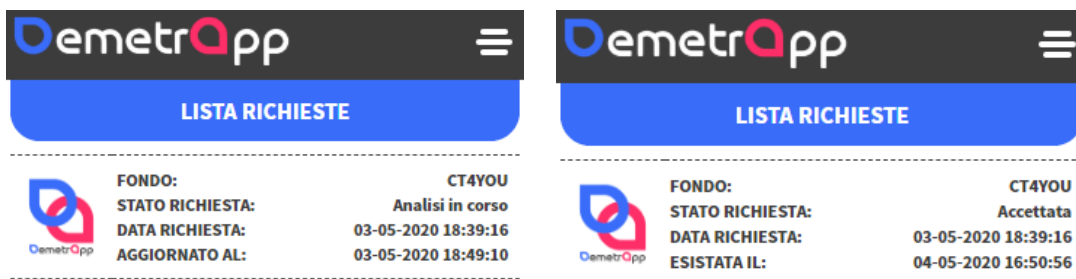 DemetrApp
LISTA RICHIESTE
FONDO: CT4YOU
STATO RICHIESTA: Analisi in corso
DATA RICHIESTA: 03-05-2020 18:39:16
AGGIORNATO AL: 03-05-2020 18:49:10
DemetrApp
DemetrApp
LISTA RICHIESTE
FONDO: CT4YOU
STATO RICHIESTA: Accettata
DATA RICHIESTA: 03-05-2020 18:39:16
ESISTATA IL: 04-05-2020 16:50:56
DemetrApp